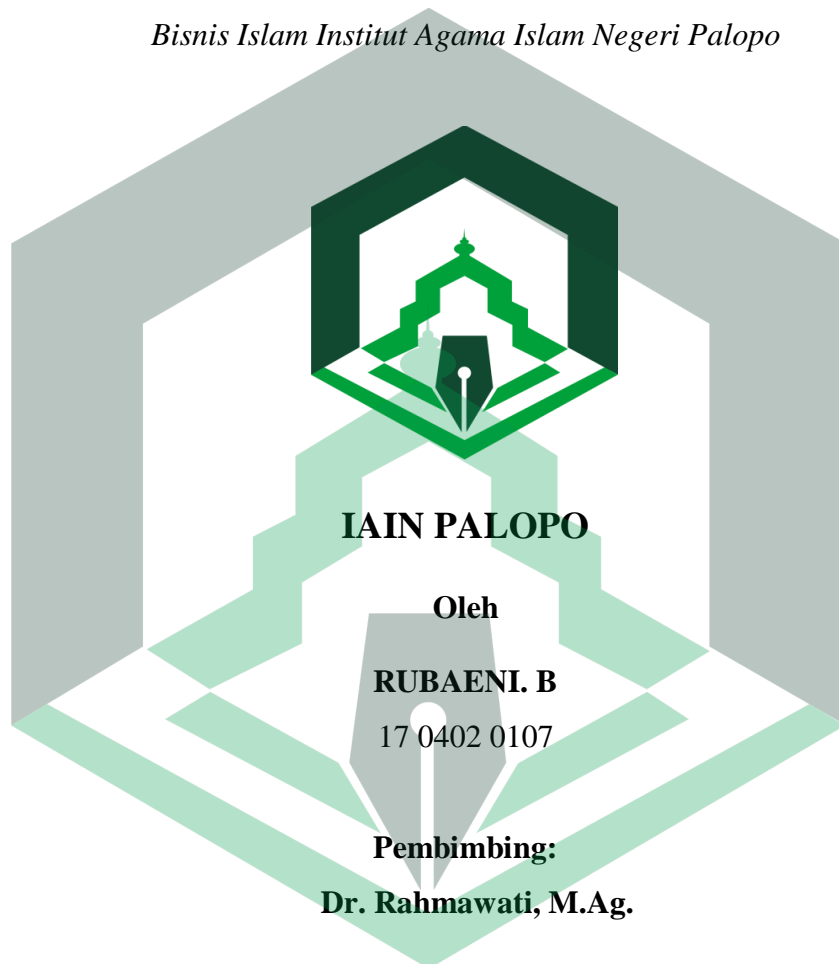 Bisnis Islam Institut Agama Islam Negeri Palopo
IAIN PALOPO
Oleh
RUBAENI. B
17 0402 0107
Pembimbing:
Dr. Rahmawati, M.Ag.